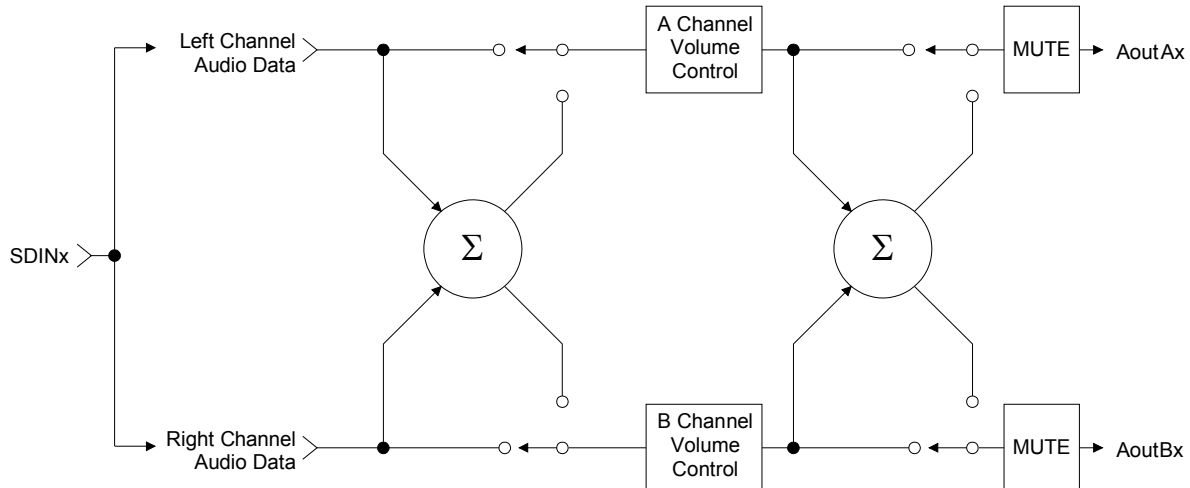 Left Channel
Audio Data
A Channel
Volume
Control
MUTE
AoutAx
SDINx
Σ
Σ
Right Channel
Audio Data
B Channel
Volume
Control
MUTE
AoutBx